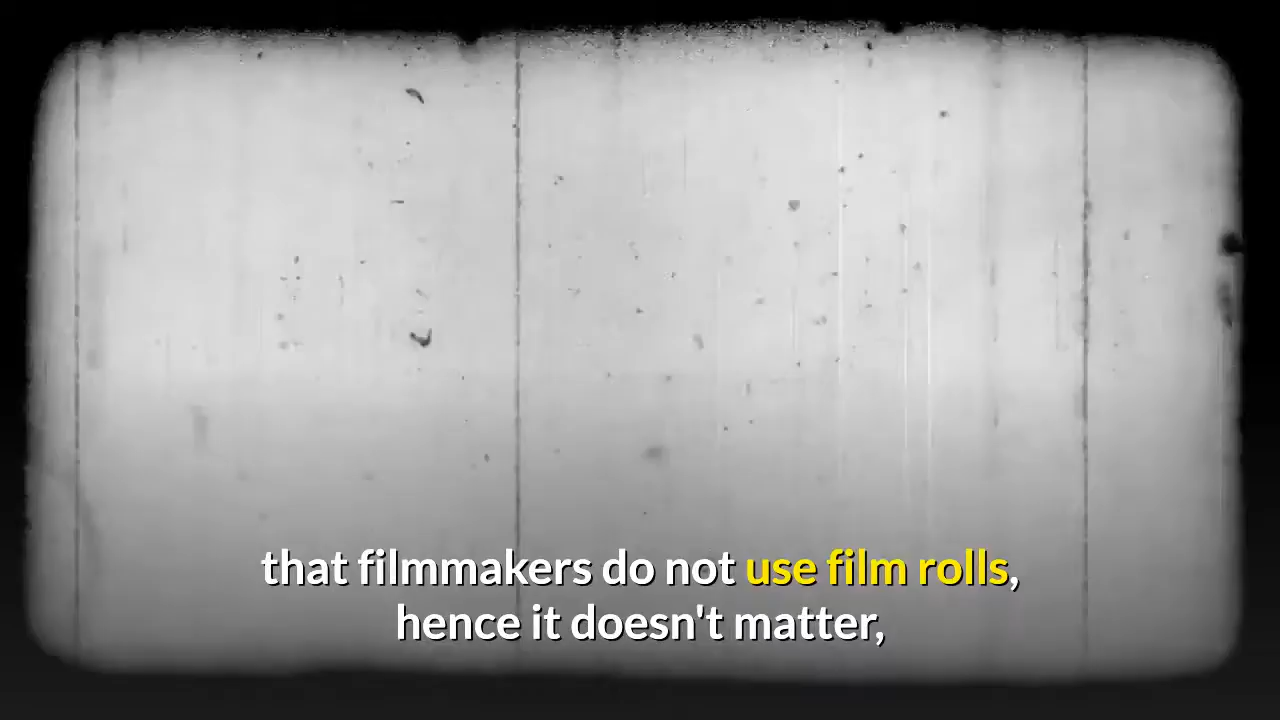 that filmmakers do not use film rolls,
hence it doesn't matter,